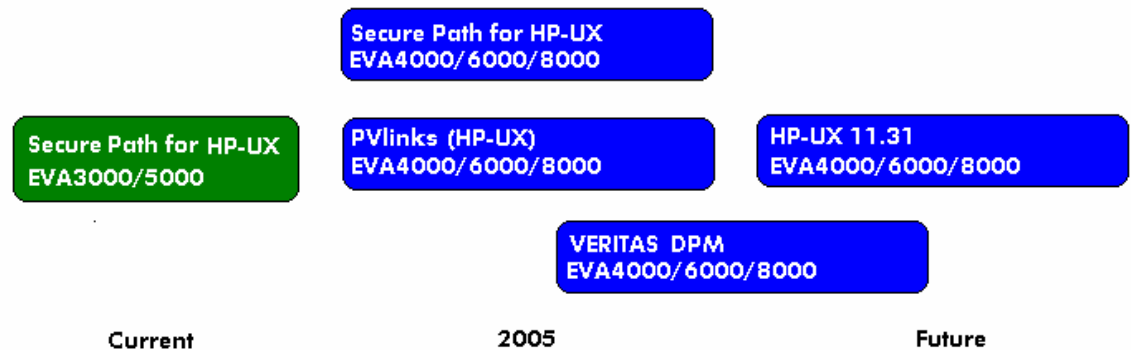 Secure Path for HP-UX
EVA4000/6000/8000
Secure Path for HP-UX
EVA3000/5000
PVlinks (HP-UX)
EVA4000/6000/8000
HP-UX 11.31
EVA4000/6000/8000
VERITAS DPM
EVA4000/6000/8000
Current
2005
Future